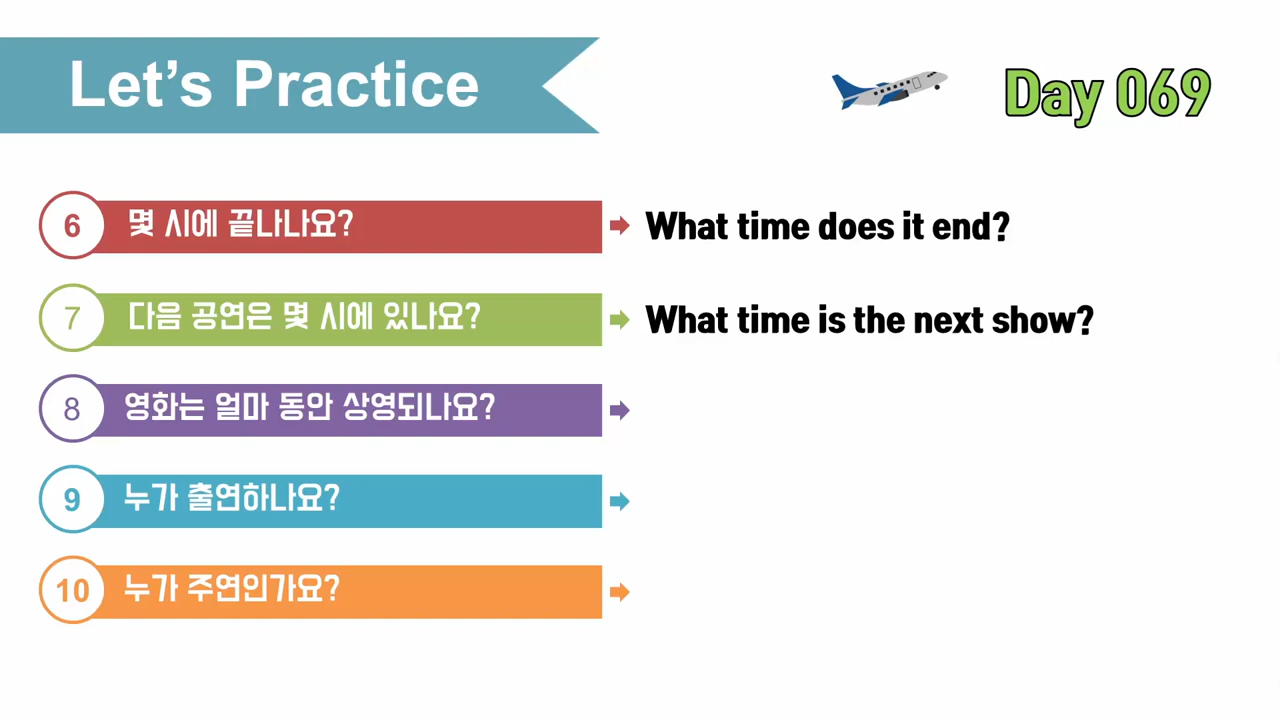 Let's Practice
Day 069
6 몇 시에 끝나나요? What time does it end?
7 다음 공연은 몇 시에 있나요? What time is the next show?
8 영화는 얼마 동안 상영되나요?
9 누가 출연하나요?
10 누가 주연인가요?